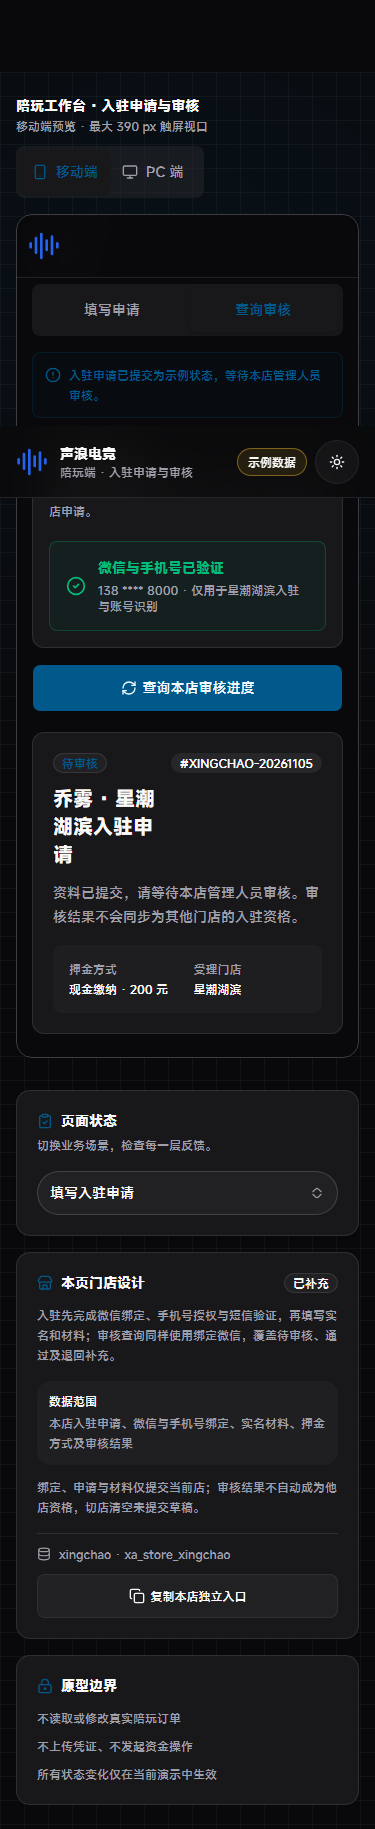 陪玩工作台 · 入驻申请与审核
移动端预览 · 最大 390 px 触屏视口
移动端
PC 端
填写申请
查询审核
入驻申请已提交为示例状态，等待本店管理人员
审核。
声浪电竞
陪玩端 · 入驻申请与审核
示例数据
店申请。
微信与手机号已验证
138 **** 8000 · 仅用于星潮湖滨入驻
与账号识别
查询本店审核进度
待审核
#XINGCHAO-20261105
乔雾 · 星潮
湖滨入驻申
请
资料已提交，请等待本店管理人员审核。审
核结果不会同步为其他门店的入驻资格。
押金方式
受理门店
现金缴纳 · 200 元
星潮湖滨
页面状态
切换业务场景，检查每一层反馈。
填写入驻申请
本页门店设计
已补充
入驻先完成微信绑定、手机号授权与短信验证，再填写实
名和材料；审核查询同样使用绑定微信，覆盖待审核、通
过及退回补充。
数据范围
本店入驻申请、微信与手机号绑定、实名材料、押金
方式及审核结果
绑定、申请与材料仅提交当前店；审核结果不自动成为他
店资格，切店清空未提交草稿。
xingchao · xa_store_xingchao
复制本店独立入口
原型边界
不读取或修改真实陪玩订单
不上传凭证、不发起资金操作
所有状态变化仅在当前演示中生效